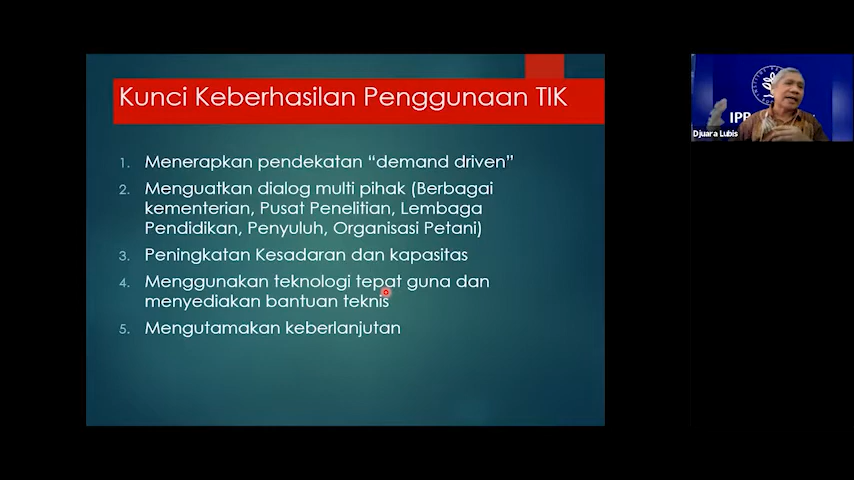 Kunci Keberhasilan Penggunaan TIK
1. Menerapkan pendekatan “demand driven”
2. Menguatkan dialog multi pihak (Berbagai
kementerian, Pusat Penelitian, Lembaga
Pendidikan, Penyuluh, Organisasi Petani)
3. Peningkatan Kesadaran dan kapasitas
4. Menggunakan teknologi tepat guna dan
menyediakan bantuan teknis
5. Mengutamakan keberlanjutan
Djuara Lubis